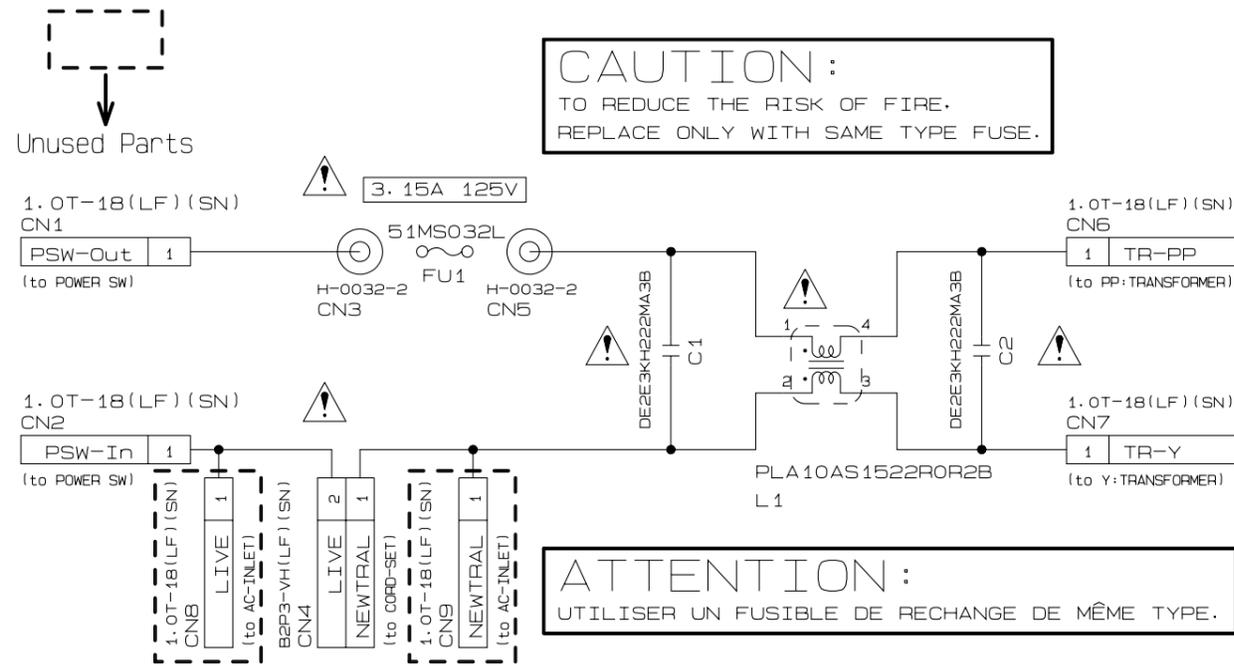 Unused Parts
CAUTION:
TO REDUCE THE RISK OF FIRE.
REPLACE ONLY WITH SAME TYPE FUSE.
1.0T-18(LF)(SN)
CN1
PSW-Out 1
(to POWER SW)
3.15A 125V
51MS032L
FU1
H-0032-2
CN3
H-0032-2
CN5
DE2E3KH222MA3B
C1
1 4
2 3
PLA10AS1522R0R2B
L1
DE2E3KH222MA3B
C2
1.0T-18(LF)(SN)
CN6
1 TR-PP
(to PP:TRANSFORMER)
1.0T-18(LF)(SN)
CN2
PSW-In 1
(to POWER SW)
1.0T-18(LF)(SN)
CN7
1 TR-Y
(to Y:TRANSFORMER)
1.0T-18(LF)(SN)
CN8
LIVE 1
(to AC-INLET)
B2P3-VH(LF)(SN)
CN4
LIVE 2
NEWTRAL 1
(to CORD-SET)
1.0T-18(LF)(SN)
CN9
NEWTRAL 1
(to AC-INLET)
ATTENTION:
UTILISER UN FUSIBLE DE RECHANGE DE MÊME TYPE.